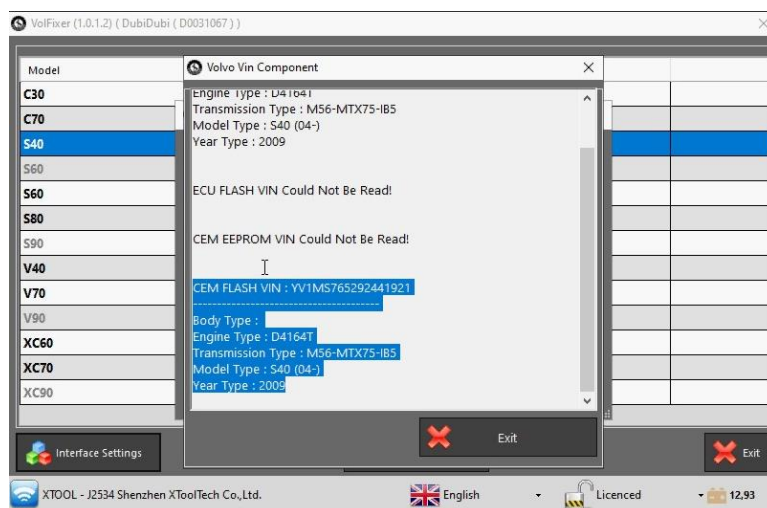 VolFixer (1.0.1.2) ( DubiDubi ( D0031067 ) )
Model
C30
C70
S40
S60
S60
S80
S90
V40
V70
V90
XC60
XC70
XC90
Volvo Vin Component
Engine Type : D4164T
Transmission Type : M56-MTX75-IB5
Model Type : S40 (04-)
Year Type : 2009
ECU FLASH VIN Could Not Be Read!
CEM EEPROM VIN Could Not Be Read!
CEM FLASH VIN : YV1MS765292441921
----------------------------------------
Body Type :
Engine Type : D4164T
Transmission Type : M56-MTX75-IB5
Model Type : S40 (04-)
Year Type : 2009
Exit
Interface Settings
Exit
XTOOL - J2534 Shenzhen XToolTech Co.,Ltd.
English
Licenced
12,93